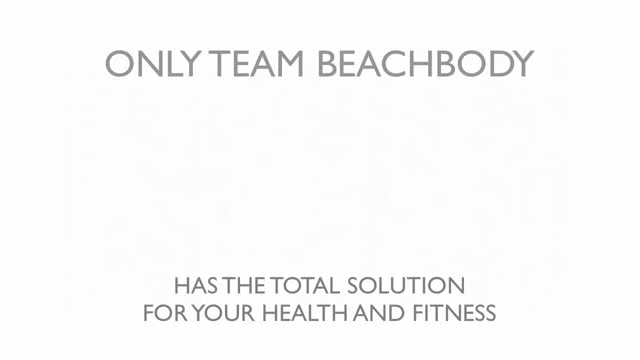 ONLY TEAM BEACHBODY
HAS THE TOTAL SOLUTION
FOR YOUR HEALTH AND FITNESS